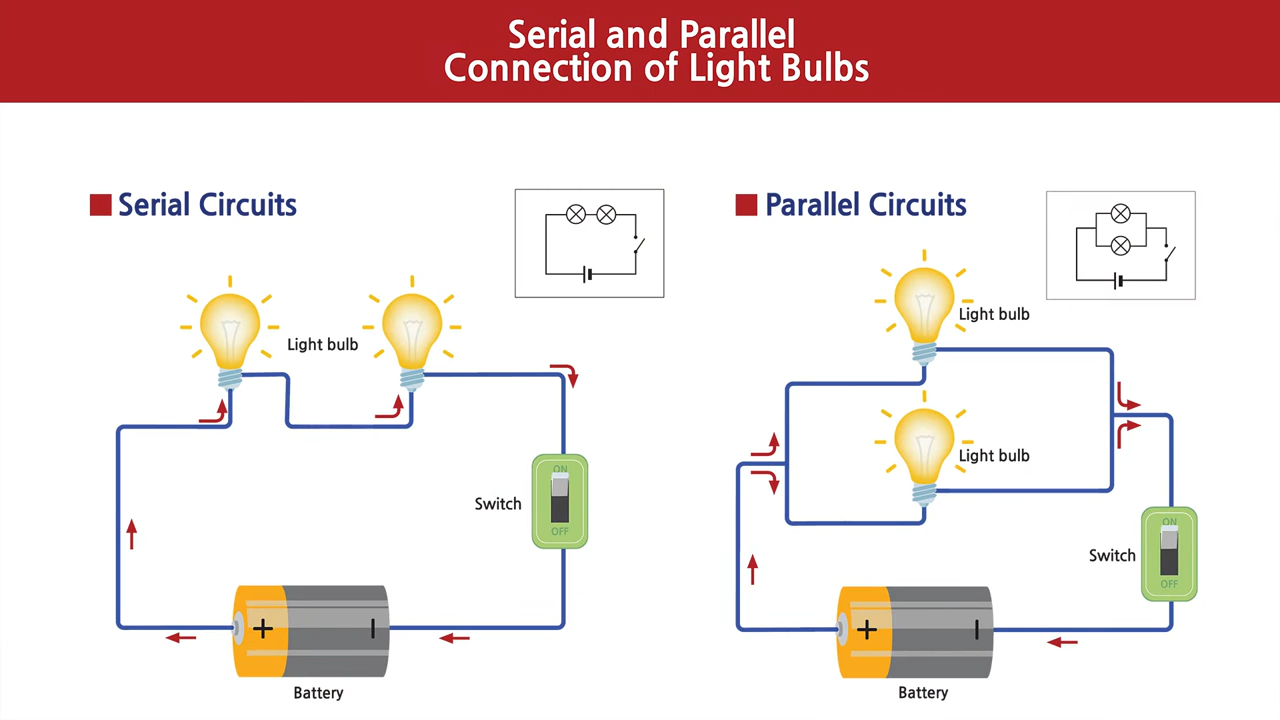 Serial and Parallel
Connection of Light Bulbs
Serial Circuits
Light bulb
ON
OFF
Switch
+
−
Battery
Parallel Circuits
Light bulb
Light bulb
ON
OFF
Switch
+
−
Battery